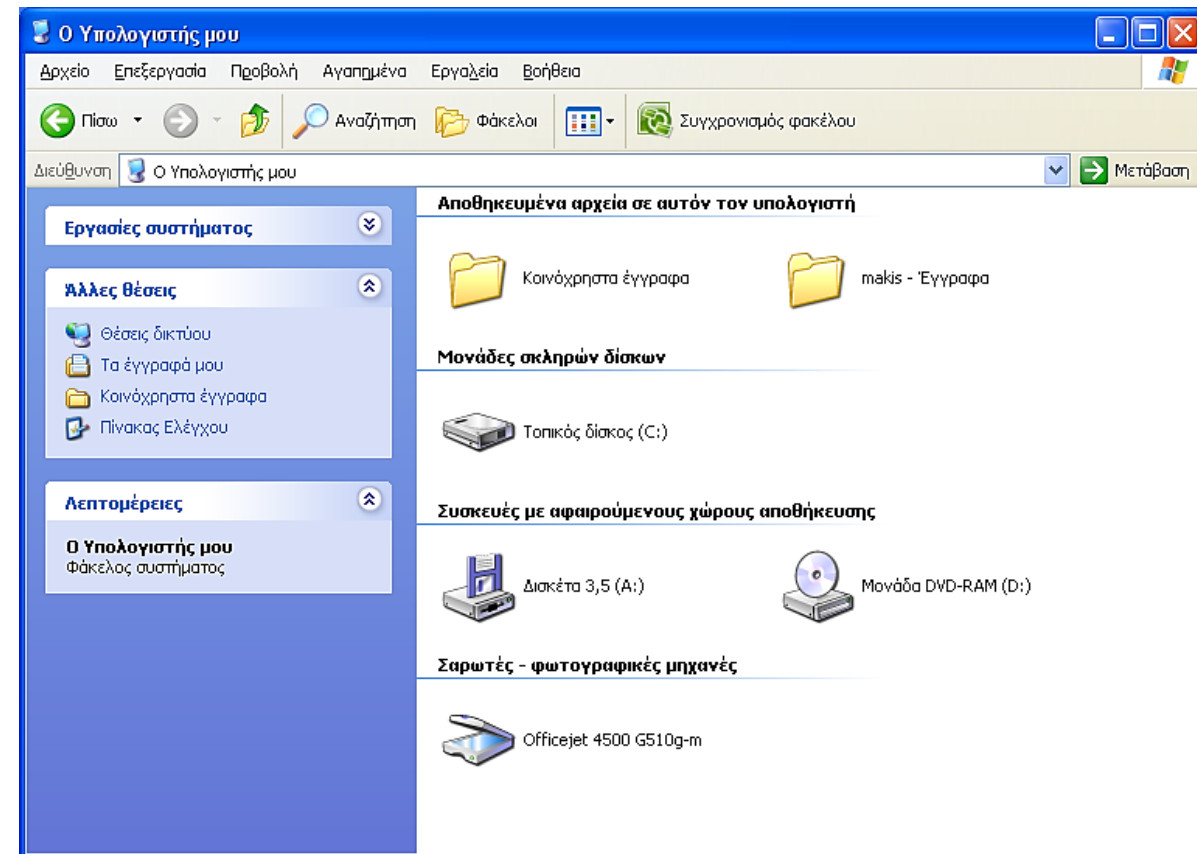 Ο Υπολογιστής μου
Αρχείο Επεξεργασία Προβολή Αγαπημένα Εργαλεία Βοήθεια
Πίσω Αναζήτηση Φάκελοι Συγχρονισμός φακέλου
Διεύθυνση Ο Υπολογιστής μου Μετάβαση
Εργασίες συστήματος
Άλλες θέσεις
Θέσεις δικτύου
Τα έγγραφά μου
Κοινόχρηστα έγγραφα
Πίνακας Ελέγχου
Λεπτομέρειες
Ο Υπολογιστής μου
Φάκελος συστήματος
Αποθηκευμένα αρχεία σε αυτόν τον υπολογιστή
Κοινόχρηστα έγγραφα makis - Έγγραφα
Μονάδες σκληρών δίσκων
Τοπικός δίσκος (C:)
Συσκευές με αφαιρούμενους χώρους αποθήκευσης
Δισκέτα 3,5 (A:) Μονάδα DVD-RAM (D:)
Σαρωτές - φωτογραφικές μηχανές
Officejet 4500 G510g-m